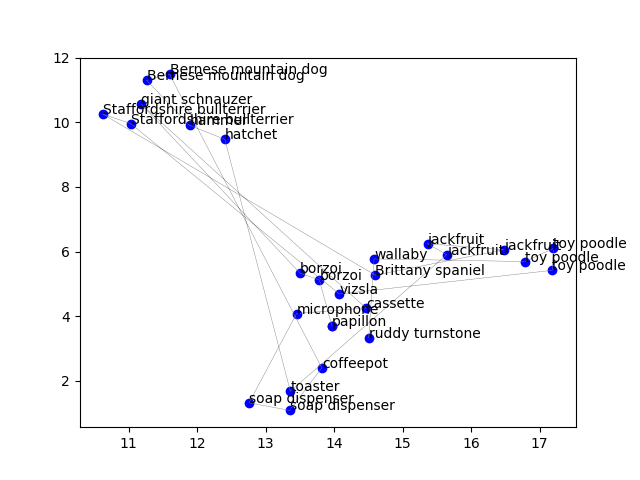 12
Bernese mountain dog
Bernese mountain dog
giant schnauzer
Staffordshire bullterrier
10
Staffordshire bullterrier
hammer
hatchet
8
6
jackfruit
jackfruit
jackfruit
toy poodle
wallaby
toy poodle
toy poodle
borzoi
borzoi
Brittany spaniel
vizsla
4
microphone
cassette
papillon
ruddy turnstone
coffeepot
2
toaster
soap dispenser
soap dispenser
11 12 13 14 15 16 17